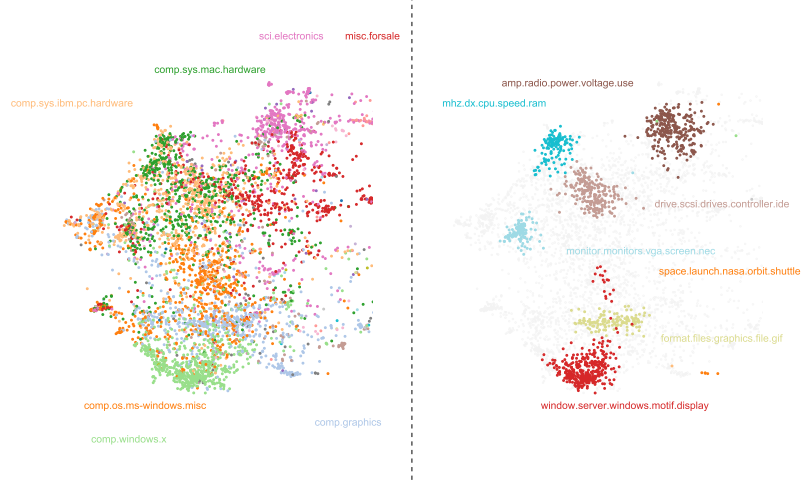 sci.electronics
misc.forsale
comp.sys.mac.hardware
comp.sys.ibm.pc.hardware
comp.os.ms-windows.misc
comp.graphics
comp.windows.x
amp.radio.power.voltage.use
mhz.dx.cpu.speed.ram
drive.scsi.drives.controller.ide
monitor.monitors.vga.screen.nec
space.launch.nasa.orbit.shuttle
format.files.graphics.file.gif
window.server.windows.motif.display